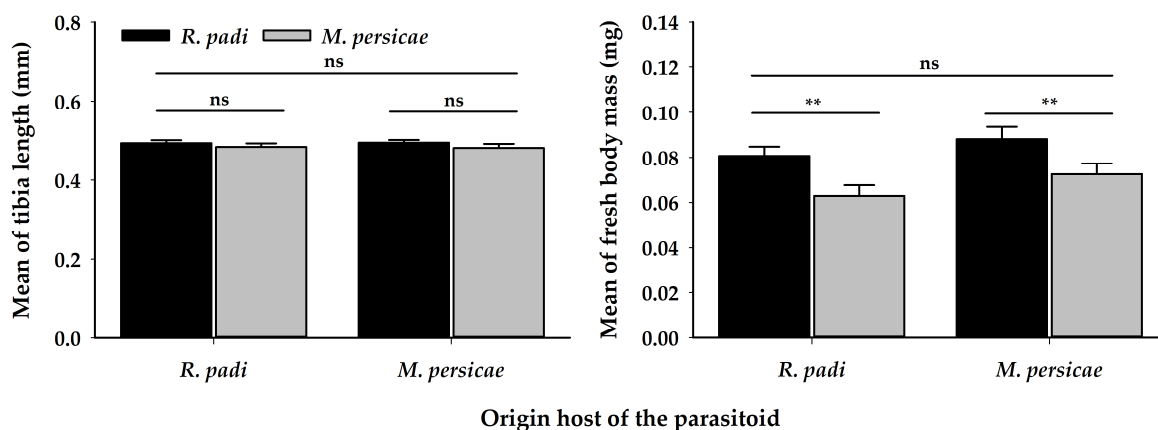 Mean of tibia length (mm)
0.8
0.6
0.4
0.2
0.0
R. padi M. persicae
ns
ns ns
R. padi M. persicae
Mean of fresh body mass (mg)
0.14
0.12
0.10
0.08
0.06
0.04
0.02
0.00
ns
** **
R. padi M. persicae
Origin host of the parasitoid